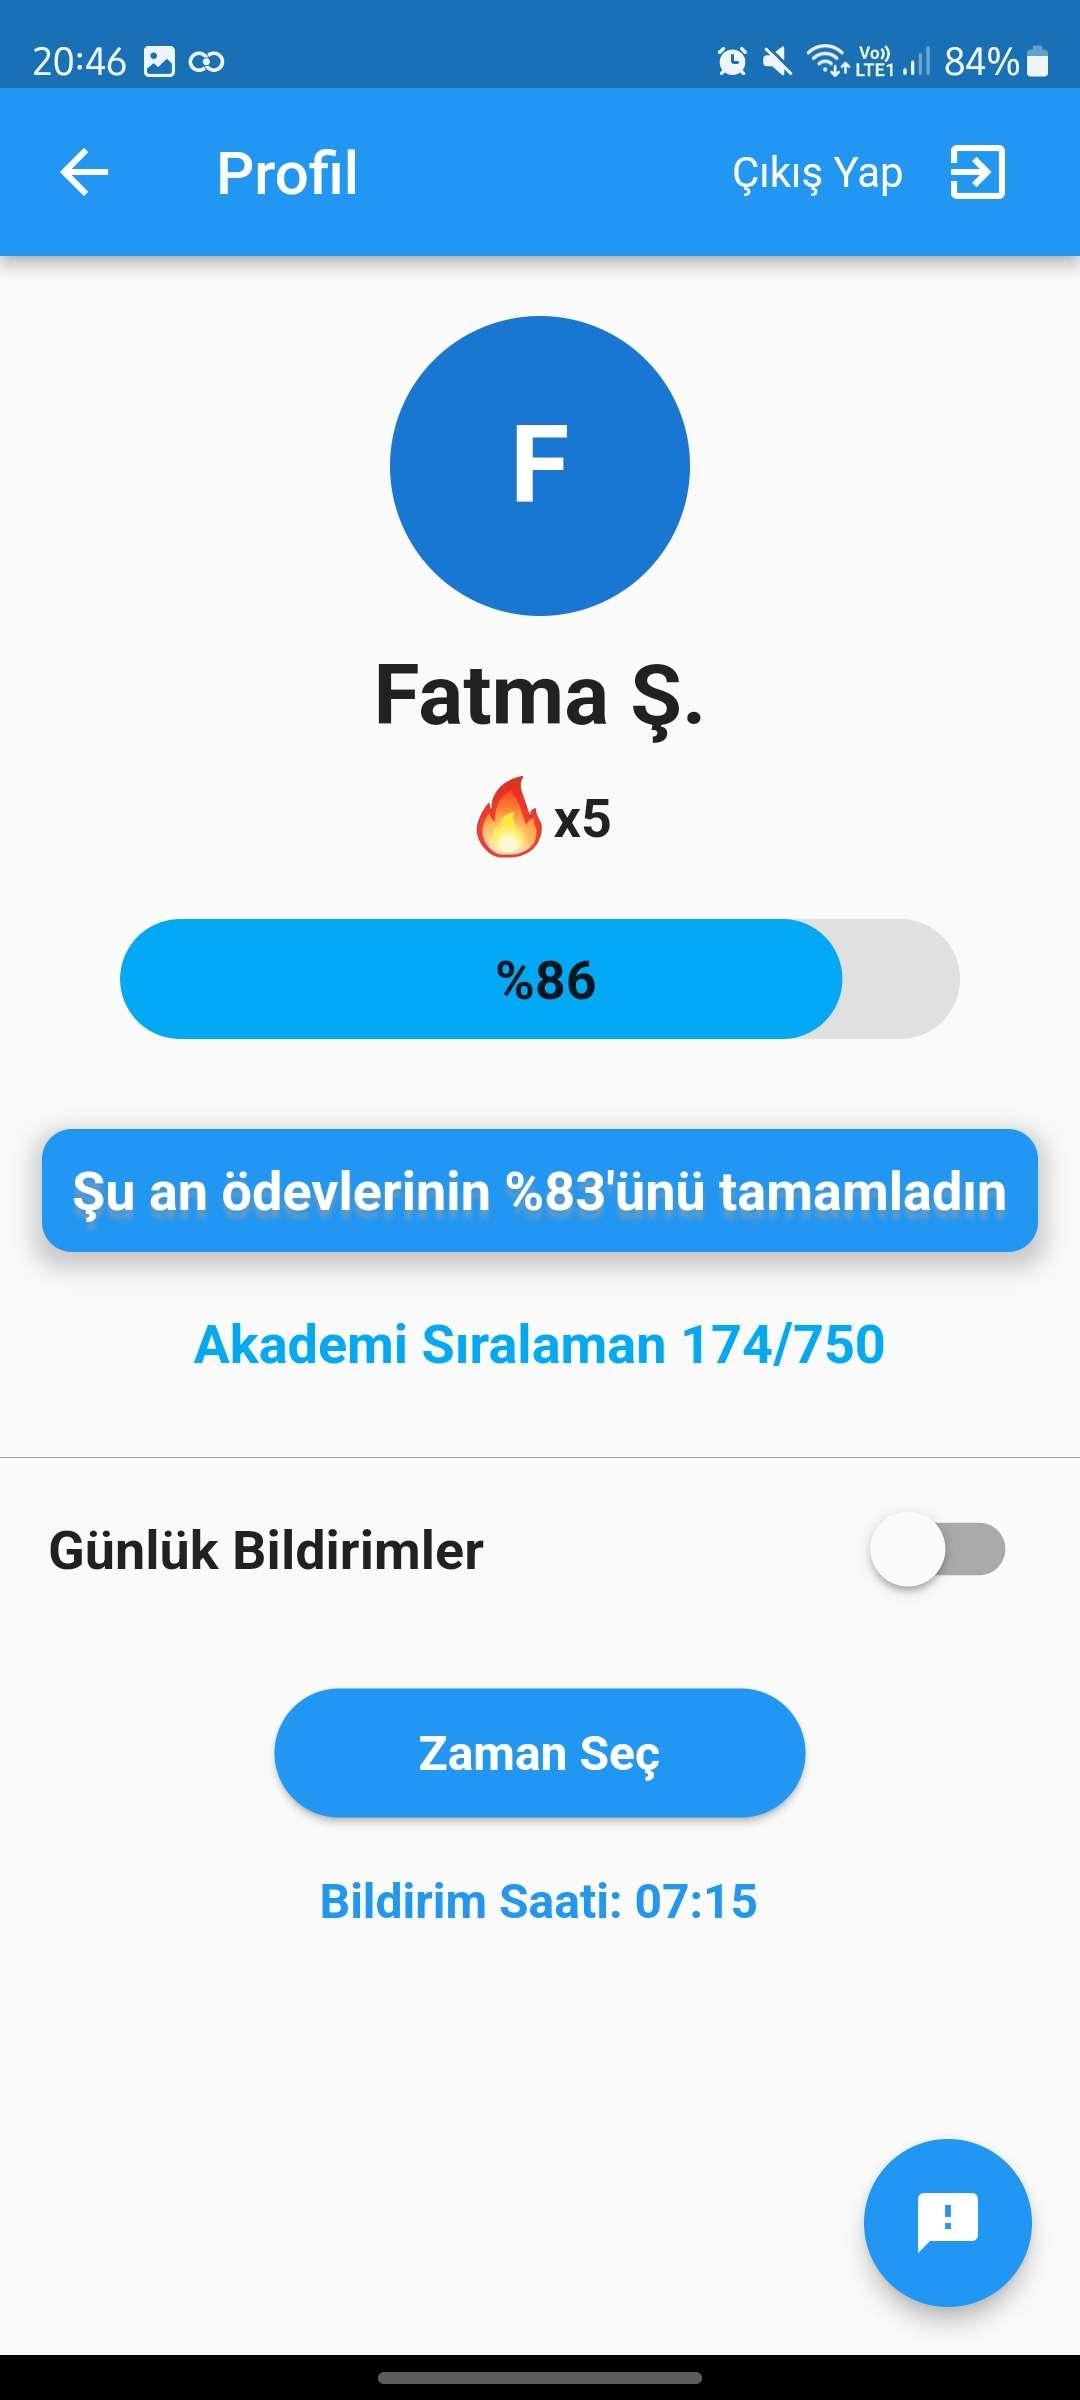 20:46
Vo))
LTE1
84%
Profil
Çıkış Yap
F
Fatma Ş.
🔥x5
%86
Şu an ödevlerinin %83'ünü tamamladın
Akademi Sıralaman 174/750
Günlük Bildirimler
Zaman Seç
Bildirim Saati: 07:15